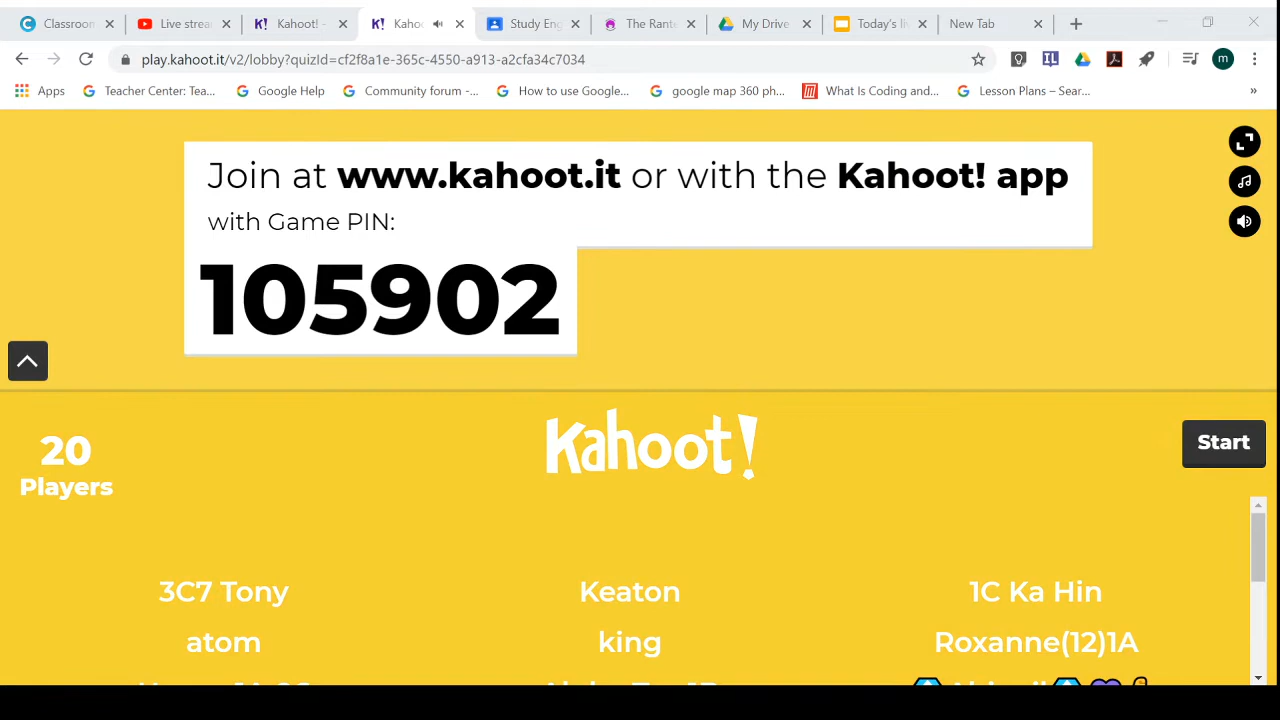 Classroom
Live strea
Kahoot! -
Kahoo
Study Eng
The Rante
My Drive
Today's li
New Tab
play.kahoot.it/v2/lobby?quizId=cf2f8a1e-365c-4550-a913-a2cfa34c7034
m
Apps
Teacher Center: Tea...
Google Help
Community forum -...
How to use Google...
google map 360 ph...
What Is Coding and...
Lesson Plans – Sear...
»
Join at www.kahoot.it or with the Kahoot! app
with Game PIN:
105902
20
Players
Kahoot!
Start
3C7 Tony
Keaton
1C Ka Hin
atom
king
Roxanne(12)1A